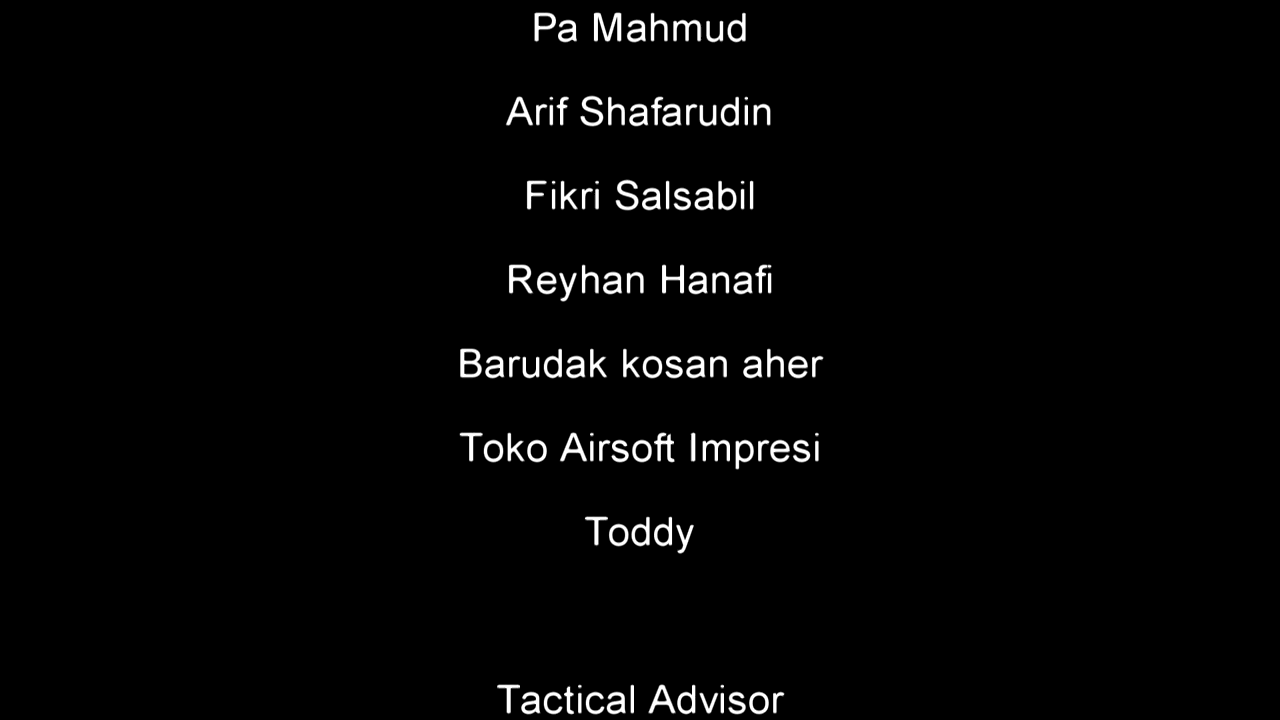 Pa Mahmud
Arif Shafarudin
Fikri Salsabil
Reyhan Hanafi
Barudak kosan aher
Toko Airsoft Impresi
Toddy
Tactical Advisor